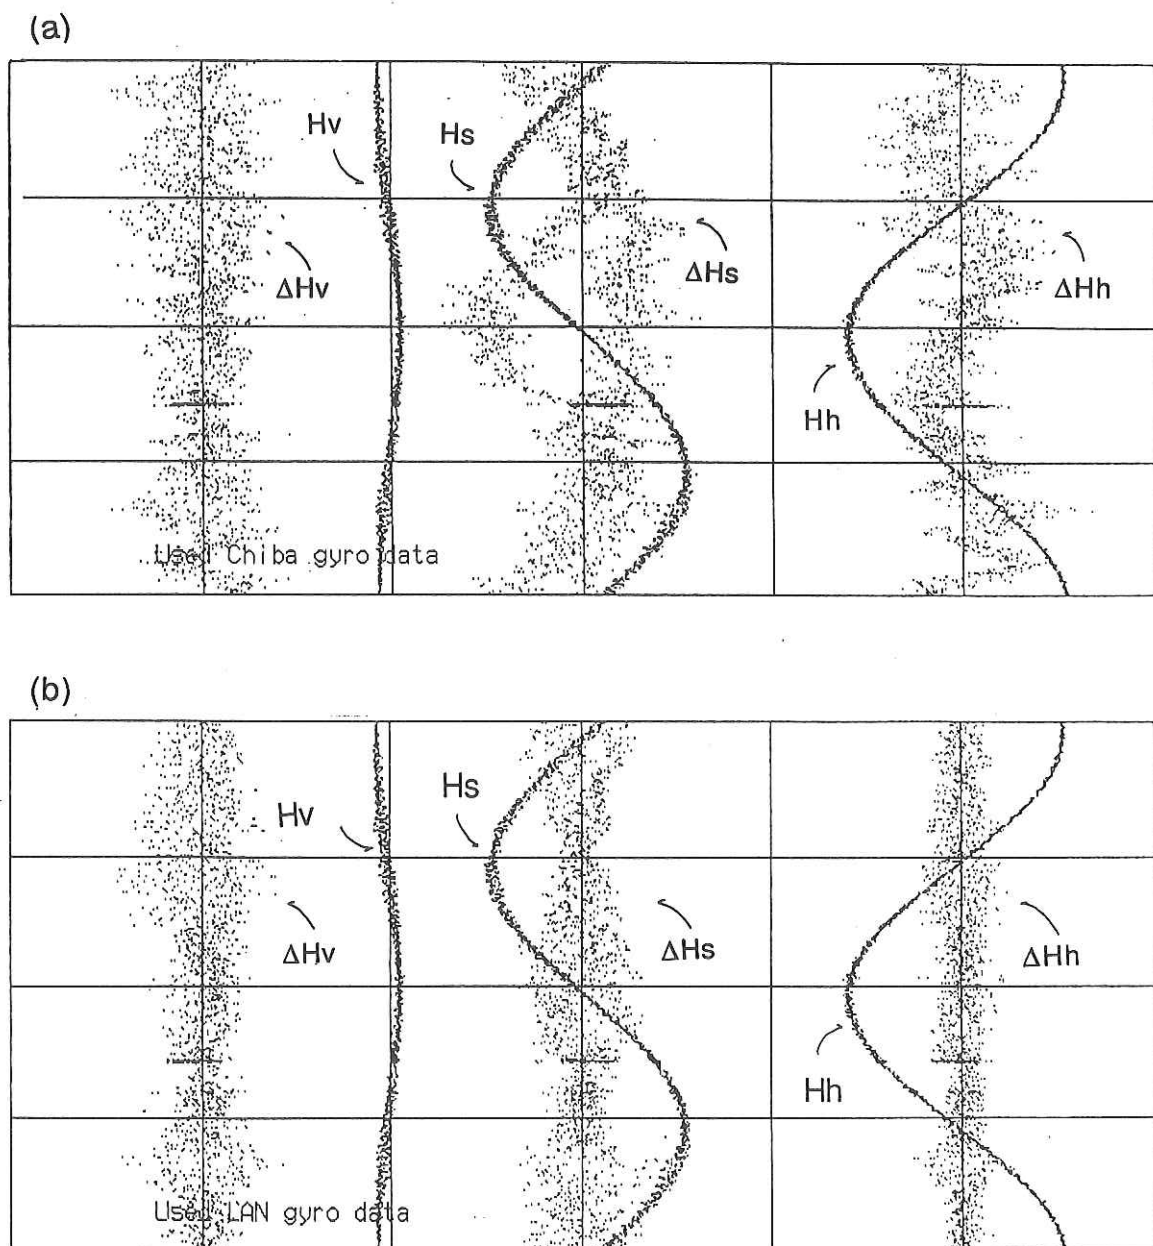 (a)
Hv
Hs
ΔHv
ΔHs
ΔHh
Hh
Used Chiba gyro data
(b)
Hv
Hs
ΔHv
ΔHs
ΔHh
Hh
Used LAN gyro data